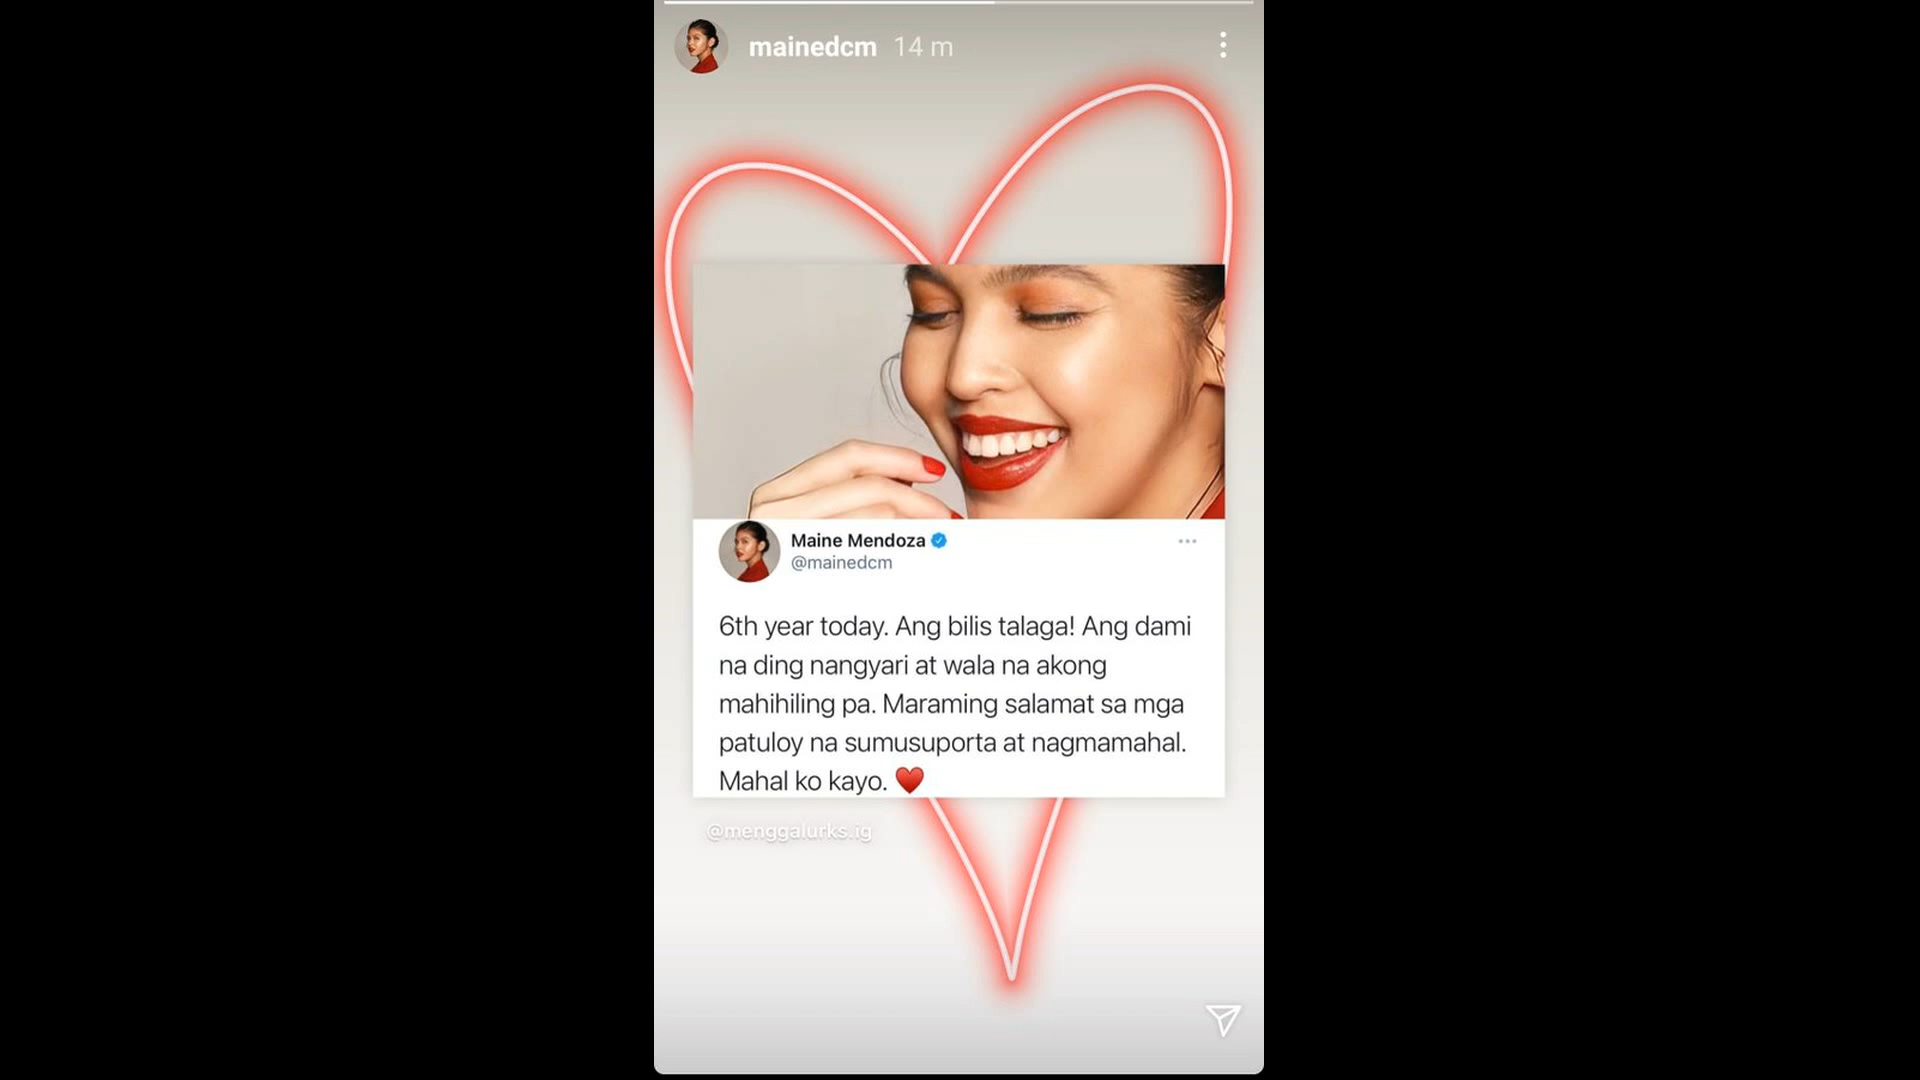 mainedcm 14 m
Maine Mendoza
@mainedcm
6th year today. Ang bilis talaga! Ang dami
na ding nangyari at wala na akong
mahihiling pa. Maraming salamat sa mga
patuloy na sumusuporta at nagmamahal.
Mahal ko kayo. ♥️
@menggalurks.ig